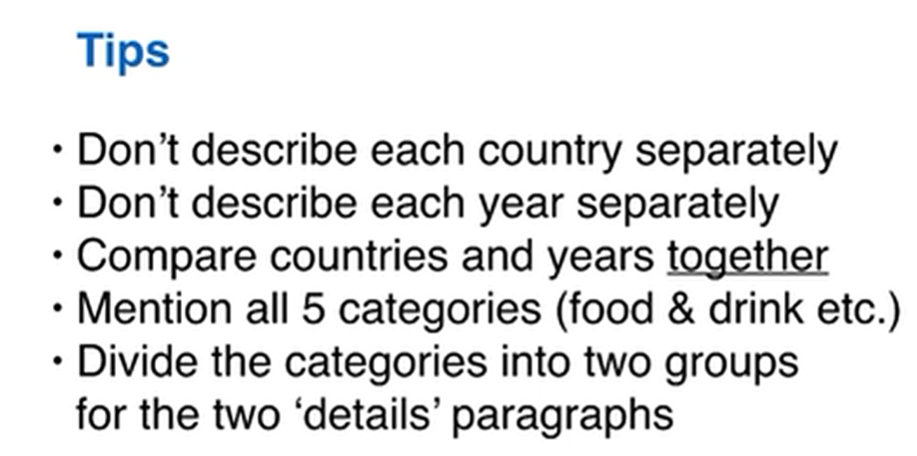 Tips
• Don’t describe each country separately
• Don’t describe each year separately
• Compare countries and years together
• Mention all 5 categories (food & drink etc.)
• Divide the categories into two groups
for the two ‘details’ paragraphs